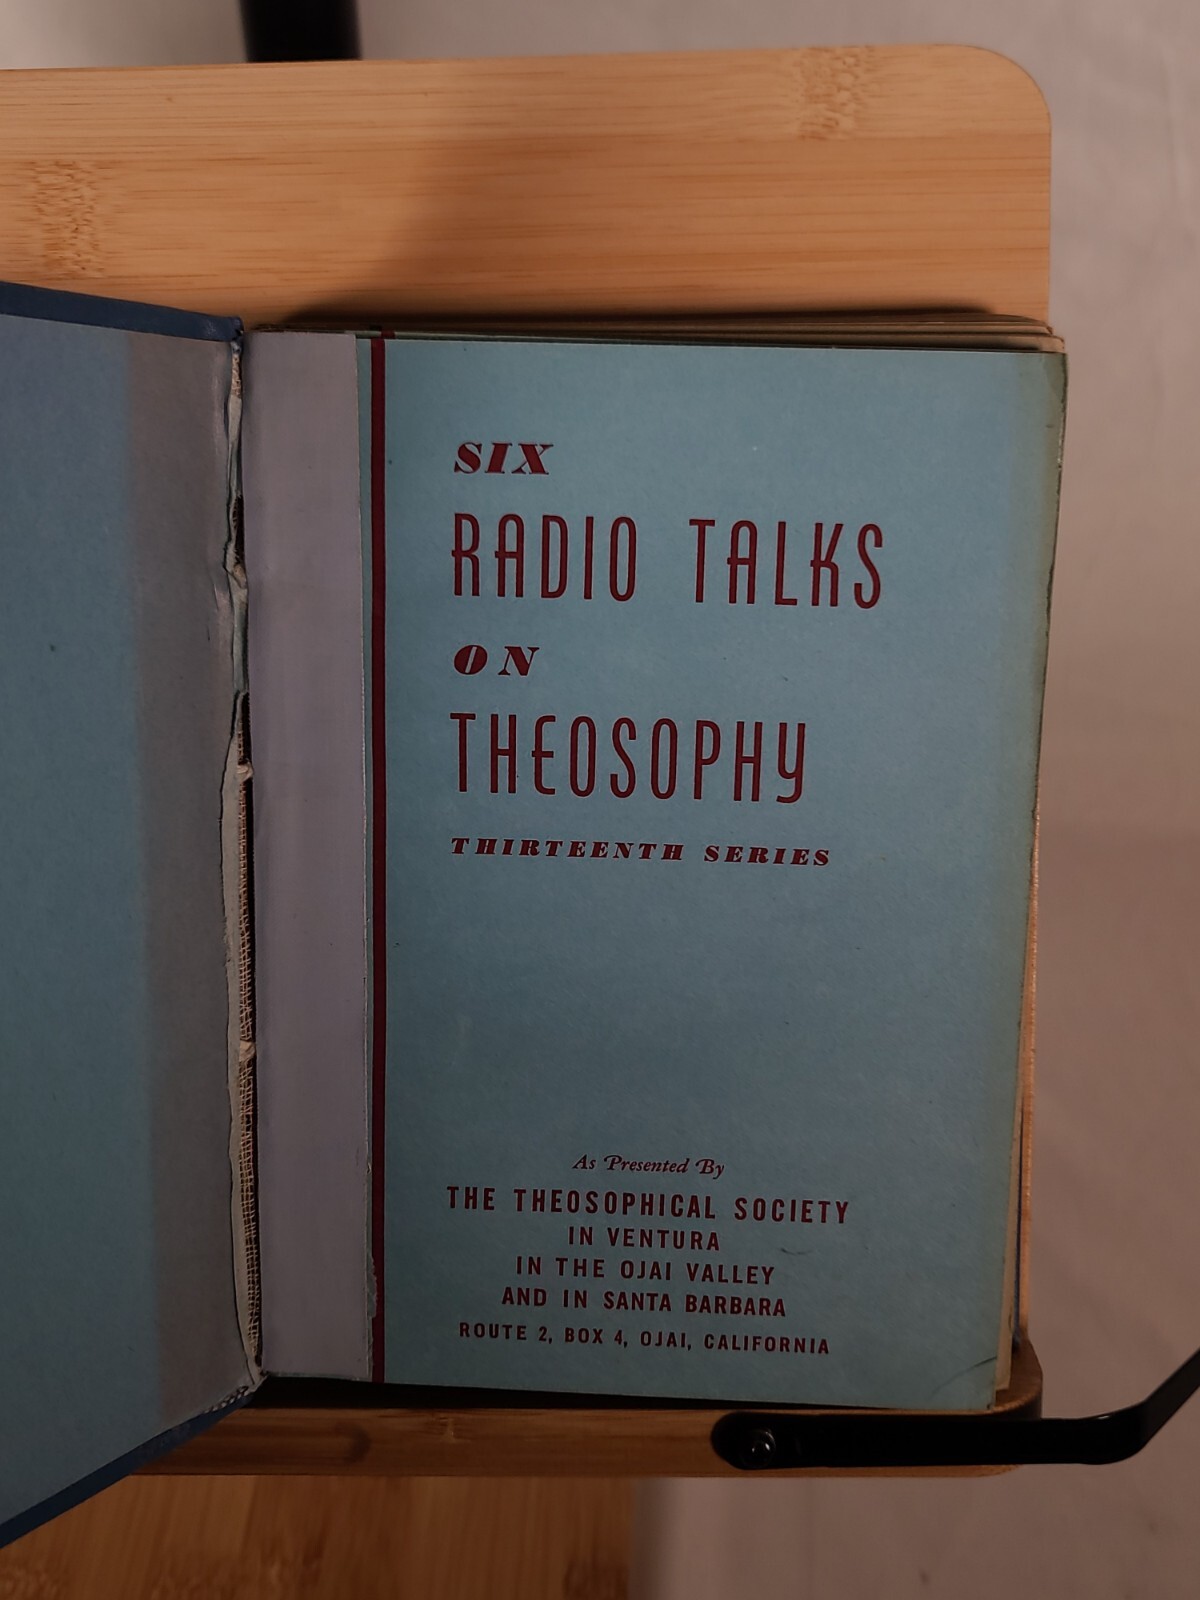 SIX
RADIO TALKS
ON
THEOSOPHY
THIRTEENTH SERIES
As Presented By
THE THEOSOPHICAL SOCIETY
IN VENTURA
IN THE OJAI VALLEY
AND IN SANTA BARBARA
ROUTE 2, BOX 4, OJAI, CALIFORNIA